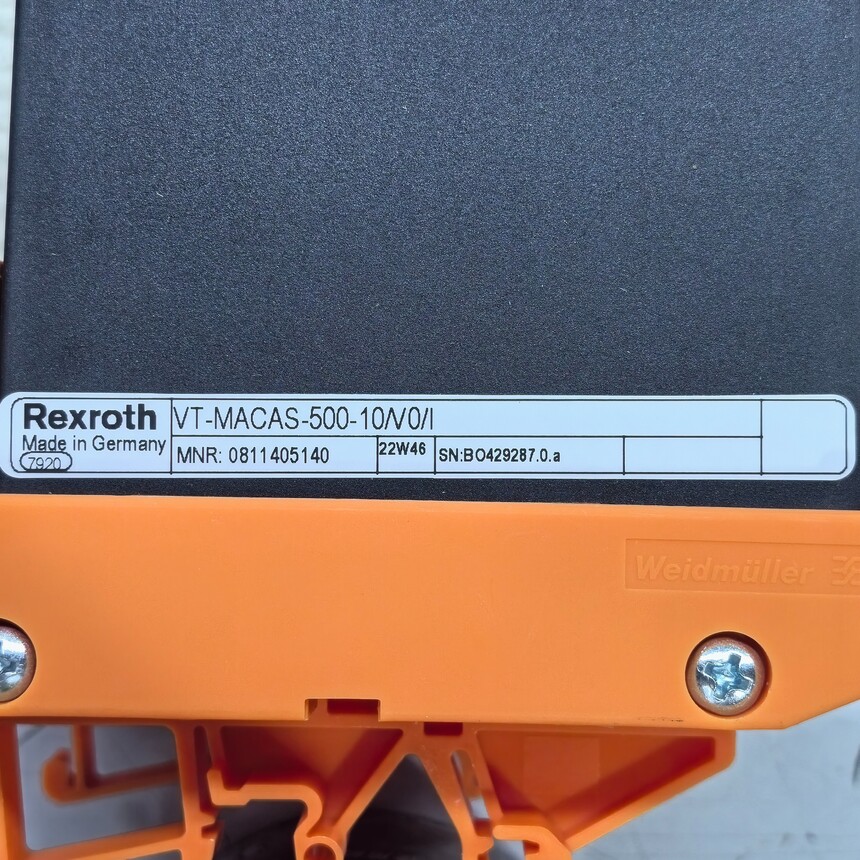 Rexroth
Made in Germany
7920
VT-MACAS-500-10/V0/I
MNR: 0811405140
22W46
SN:BO429287.0.a
Weidmüller